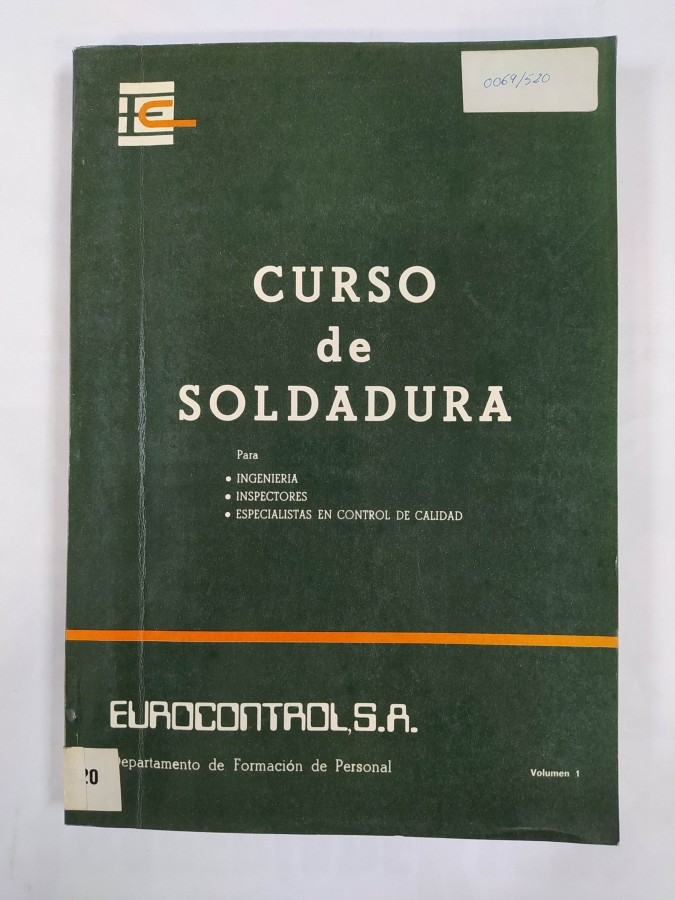 0069/520
CURSO
de
SOLDADURA
Para
• INGENIERIA
• INSPECTORES
• ESPECIALISTAS EN CONTROL DE CALIDAD
EUROCONTROL, S.A.
Departamento de Formación de Personal
Volumen 1
20